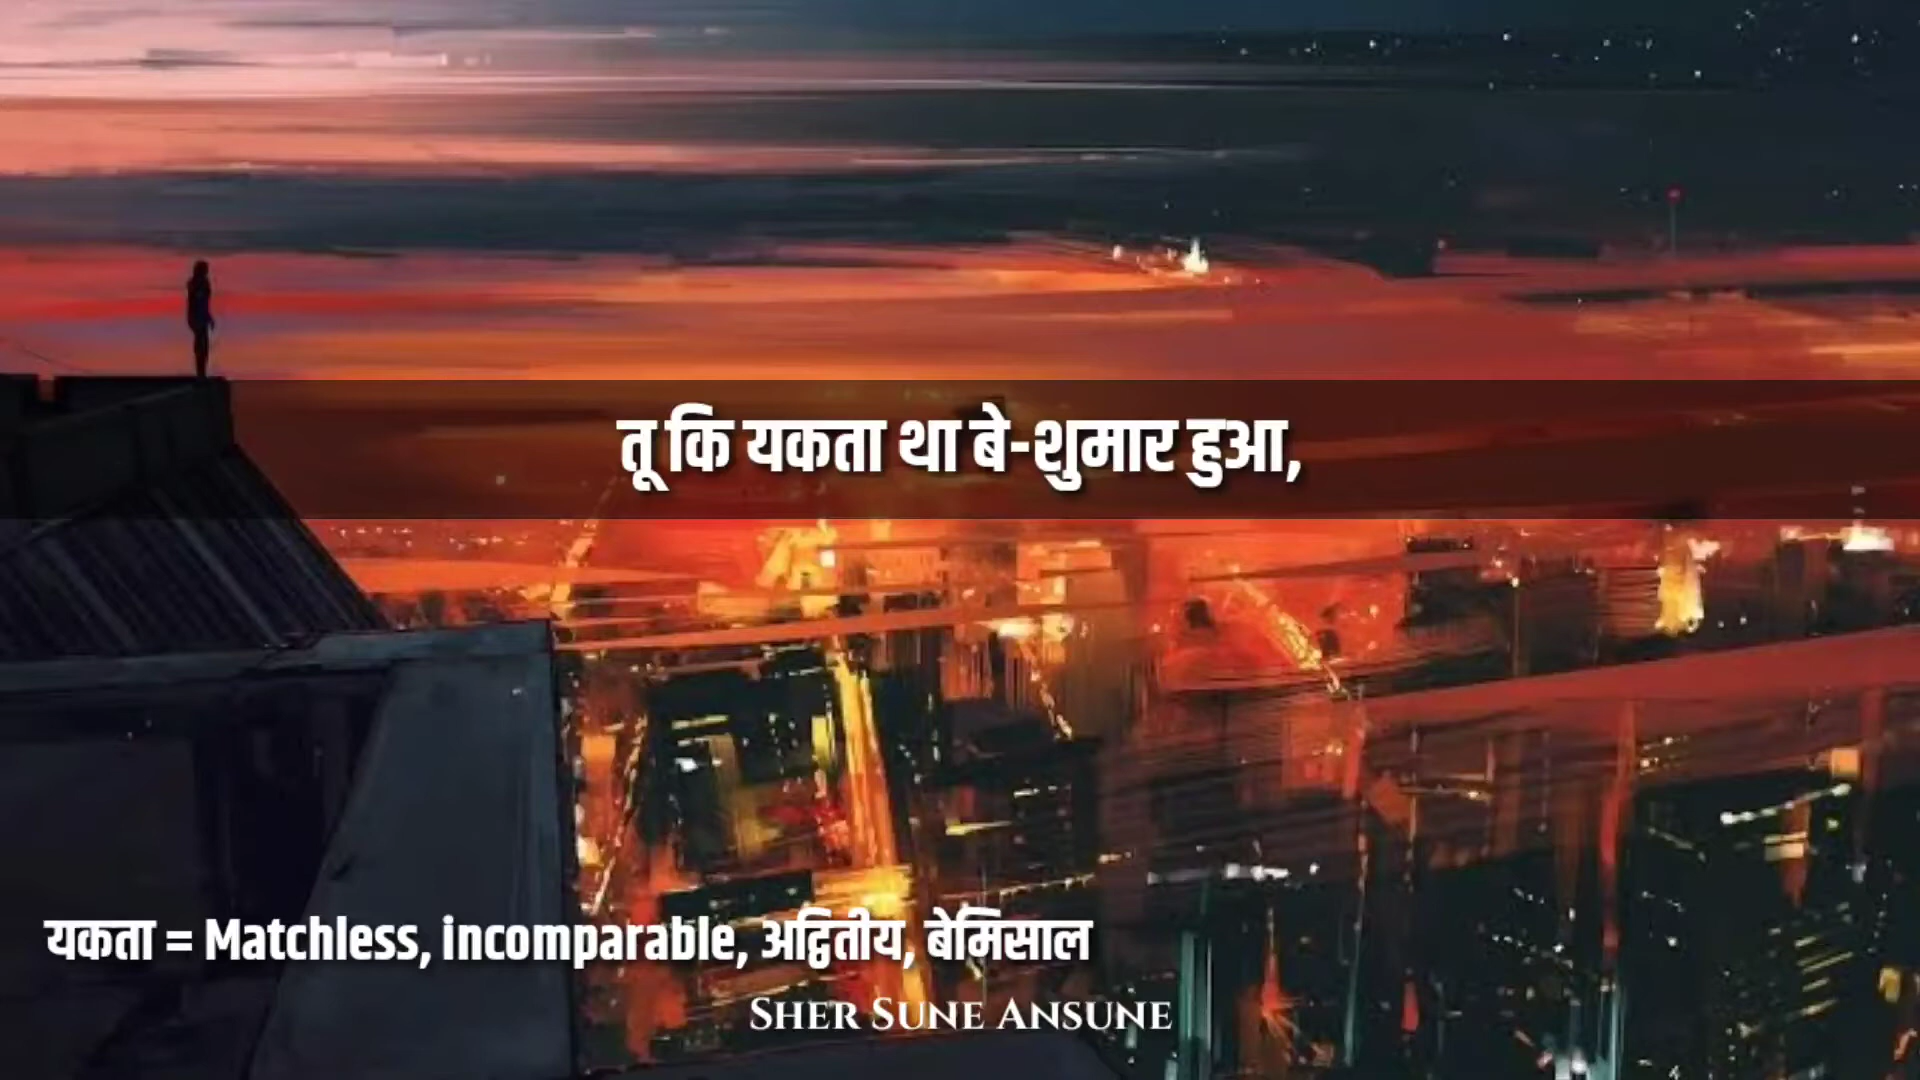 तू कि यकता था बे-शुमार हुआ,
यकता = Matchless, incomparable, अद्वितीय, बेमिसाल
Sher Sune Ansune